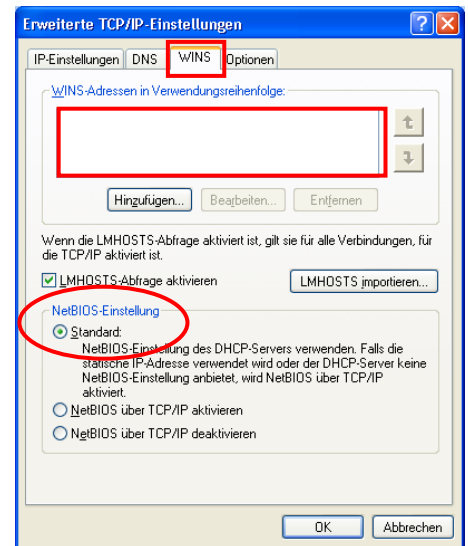 Erweiterte TCP/IP-Einstellungen
IP-Einstellungen DNS WINS Optionen
WINS-Adressen in Verwendungsreihenfolge:
Hinzufügen... Bearbeiten... Entfernen
Wenn die LMHOSTS-Abfrage aktiviert ist, gilt sie für alle Verbindungen, für
die TCP/IP aktiviert ist.
LMHOSTS-Abfrage aktivieren LMHOSTS importieren...
NetBIOS-Einstellung
Standard:
NetBIOS-Einstellung des DHCP-Servers verwenden. Falls die
statische IP-Adresse verwendet wird oder der DHCP-Server keine
NetBIOS-Einstellung anbietet, wird NetBIOS über TCP/IP
aktiviert.
NetBIOS über TCP/IP aktivieren
NetBIOS über TCP/IP deaktivieren
OK Abbrechen